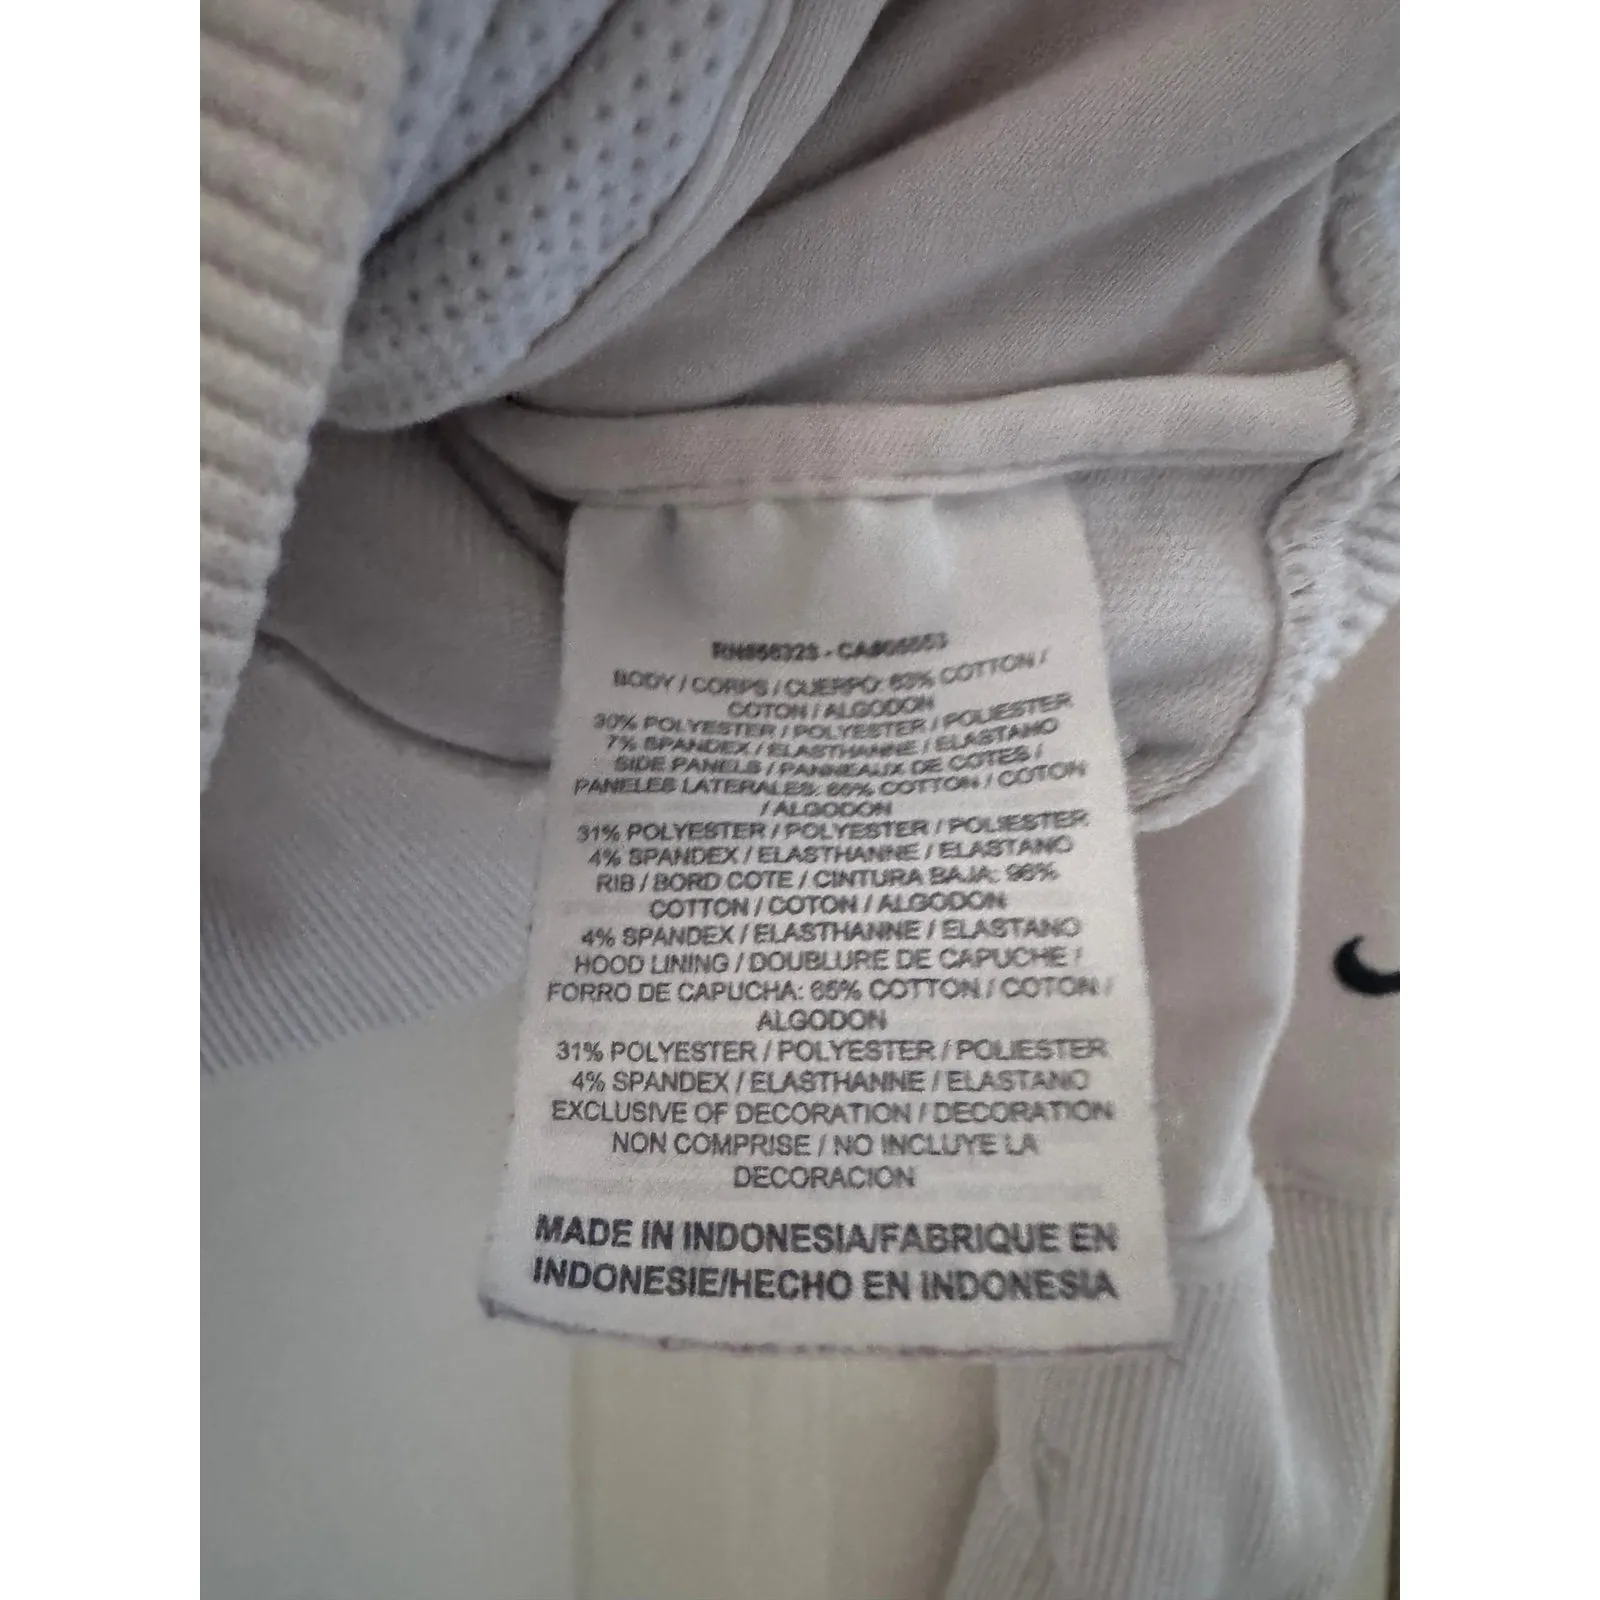 BODY / CORPS / CUERPO: 63% COTTON /
COTON / ALGODON
30% POLYESTER / POLYESTER / POLIESTER
7% SPANDEX / ELASTHANNE / ELASTANO
SIDE PANELS / PANNEAUX DE COTES /
PANELES LATERALES: 65% COTTON / COTON
/ ALGODON
31% POLYESTER / POLYESTER / POLIESTER
4% SPANDEX / ELASTHANNE / ELASTANO
RIB / BORD COTE / CINTURA BAJA: 96%
COTTON / COTON / ALGODON
4% SPANDEX / ELASTHANNE / ELASTANO
HOOD LINING / DOUBLURE DE CAPUCHE /
FORRO DE CAPUCHA: 65% COTTON / COTON /
ALGODON
31% POLYESTER / POLYESTER / POLIESTER
4% SPANDEX / ELASTHANNE / ELASTANO
EXCLUSIVE OF DECORATION / DECORATION
NON COMPRISE / NO INCLUYE LA
DECORACION
MADE IN INDONESIA/FABRIQUE EN
INDONESIE/HECHO EN INDONESIA